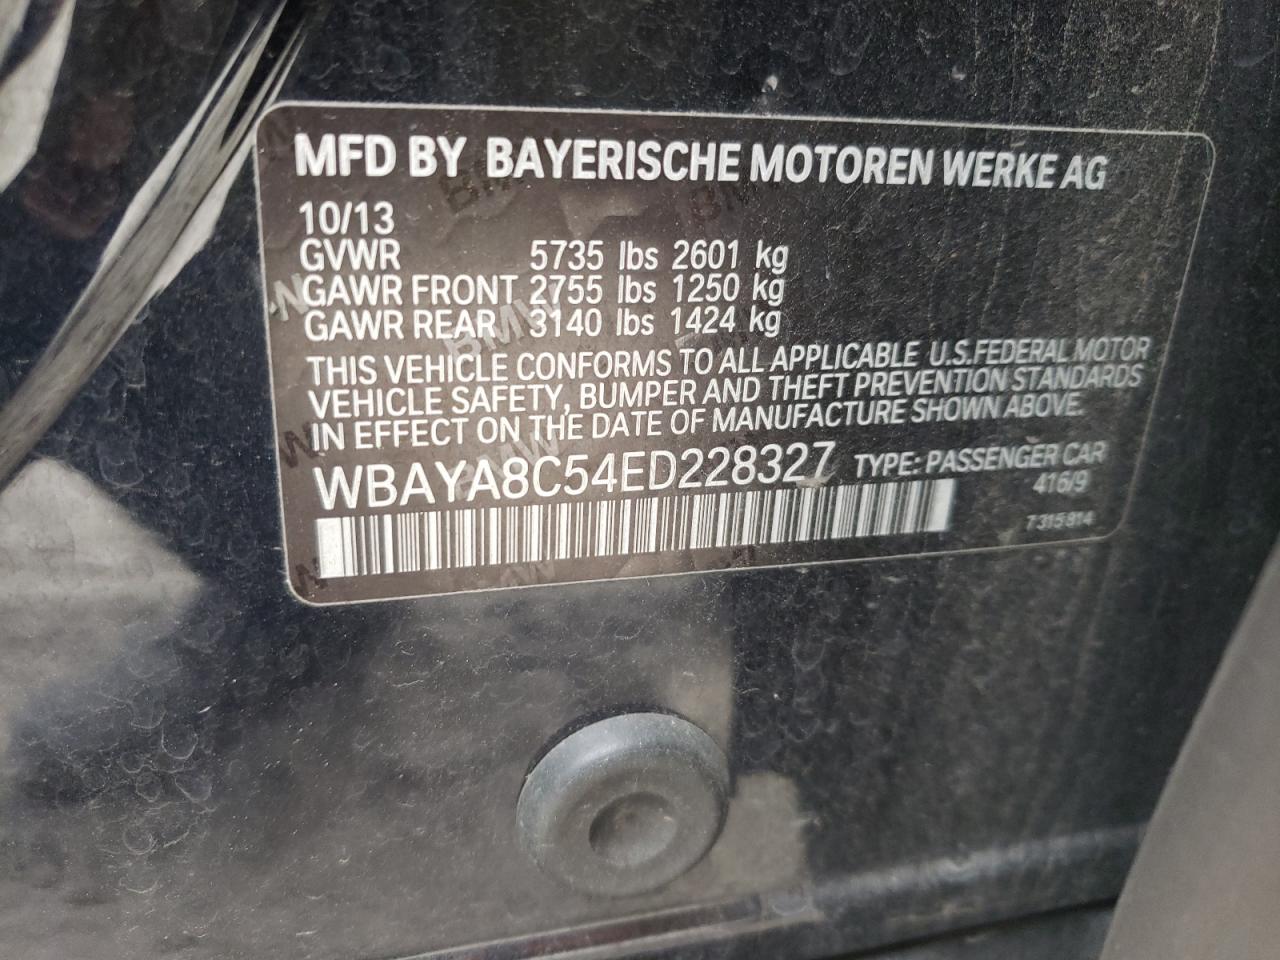 MFD BY BAYERISCHE MOTOREN WERKE AG
10/13
GVWR 5735 lbs 2601 kg
GAWR FRONT 2755 lbs 1250 kg
GAWR REAR 3140 lbs 1424 kg
THIS VEHICLE CONFORMS TO ALL APPLICABLE U.S.FEDERAL MOTOR
VEHICLE SAFETY, BUMPER AND THEFT PREVENTION STANDARDS
IN EFFECT ON THE DATE OF MANUFACTURE SHOWN ABOVE.
WBAYA8C54ED228327 TYPE: PASSENGER CAR
416/9
7315914